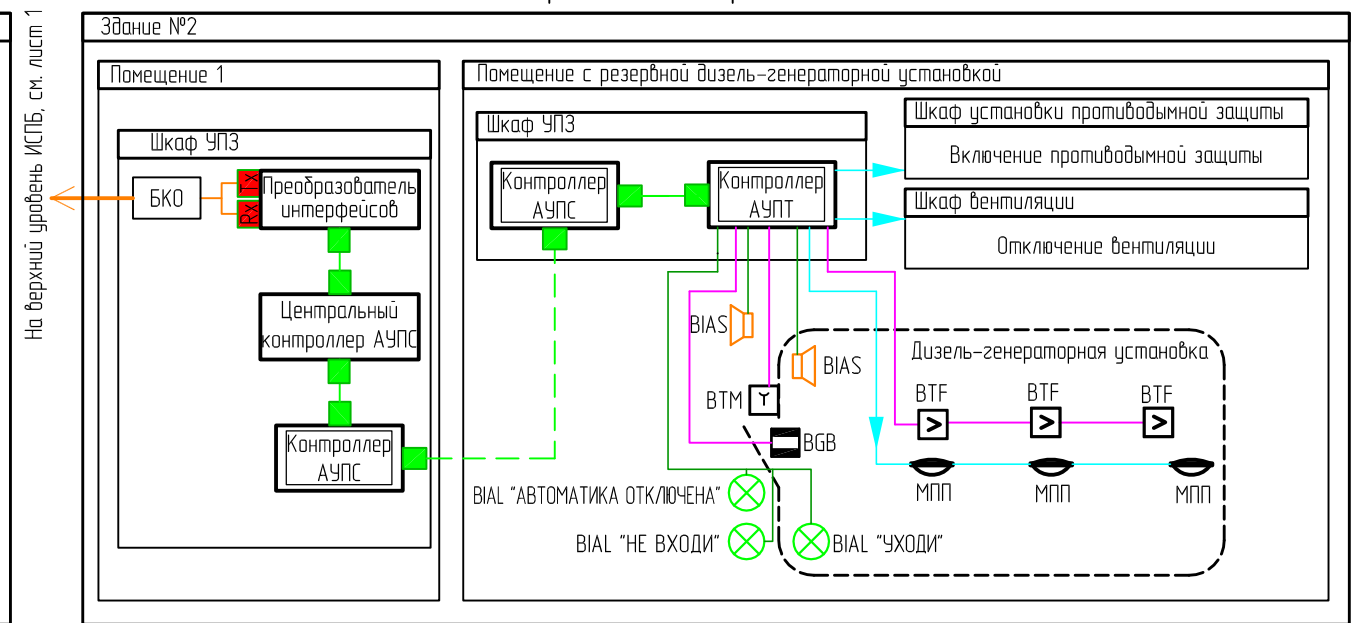 На верхний уровень ИСПБ, см. лист 1
Здание №2
Помещение 1
Шкаф УПЗ
БКО
Tx
Rx
Преобразователь
интерфейсов
Центральный
контроллер АУПС
Контроллер
АУПС
Помещение с резервной дизель-генераторной установкой
Шкаф УПЗ
Контроллер
АУПС
Контроллер
АУПТ
Шкаф установки противодымной защиты
Включение противодымной защиты
Шкаф вентиляции
Отключение вентиляции
BIAS
BIAS
Дизель-генераторная установка
BTM
BTF
BTF
BTF
BGB
МПП
МПП
МПП
BIAL "АВТОМАТИКА ОТКЛЮЧЕНА"
BIAL "НЕ ВХОДИ"
BIAL "УХОДИ"